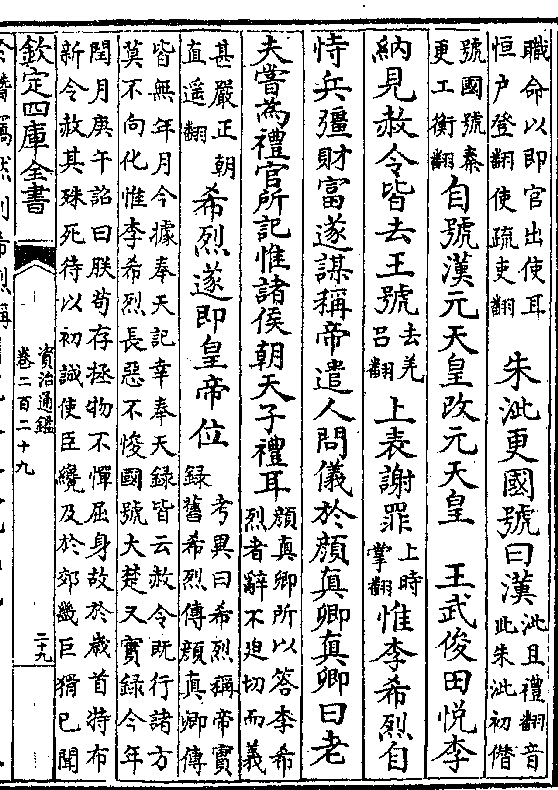 職命以即官出使耳
恒户登翻使疏吏翻
朱泚更國號曰漢
泚且禮翻音
此朱泚初僭
號國號秦
更工衡翻
自號漢元天皇改元天皇 王武俊田悦李
納見赦令皆去王號
去羌
吕翻
上表謝罪
上時
掌翻
惟李希烈自
恃兵彊財富遂謀稱帝遣人問儀於顔真卿真卿曰老
夫嘗為禮官所記惟諸侯朝天子禮耳
顔真卿所以答李希
烈者辭不迫切而義
甚嚴正朝
直遥翻
希烈遂即皇帝位
考異曰希烈稱帝實
録舊希烈傳顔真卿傳
皆無年月今據奉天記幸奉天録皆云赦令既行諸方
莫不向化惟李希烈長惡不悛國號大楚又實録今年
閏月庚午詔曰朕苟存拯物不憚屈身故於歲首特布
新令赦其殊死待以初誠使臣纔及於郊畿巨猾已聞
欽定四庫全書
資治通鑑
卷二百二十九
二十九